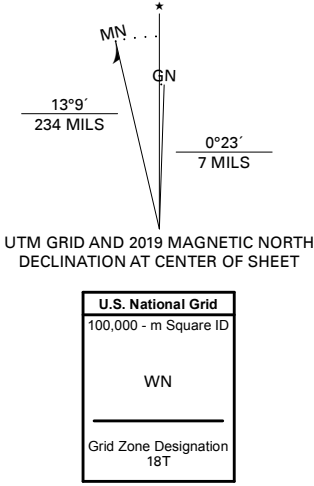 ★
MN
GN
13°9´
234 MILS
0°23´
7 MILS
UTM GRID AND 2019 MAGNETIC NORTH
DECLINATION AT CENTER OF SHEET
U.S. National Grid
100,000 - m Square ID
WN
Grid Zone Designation
18T